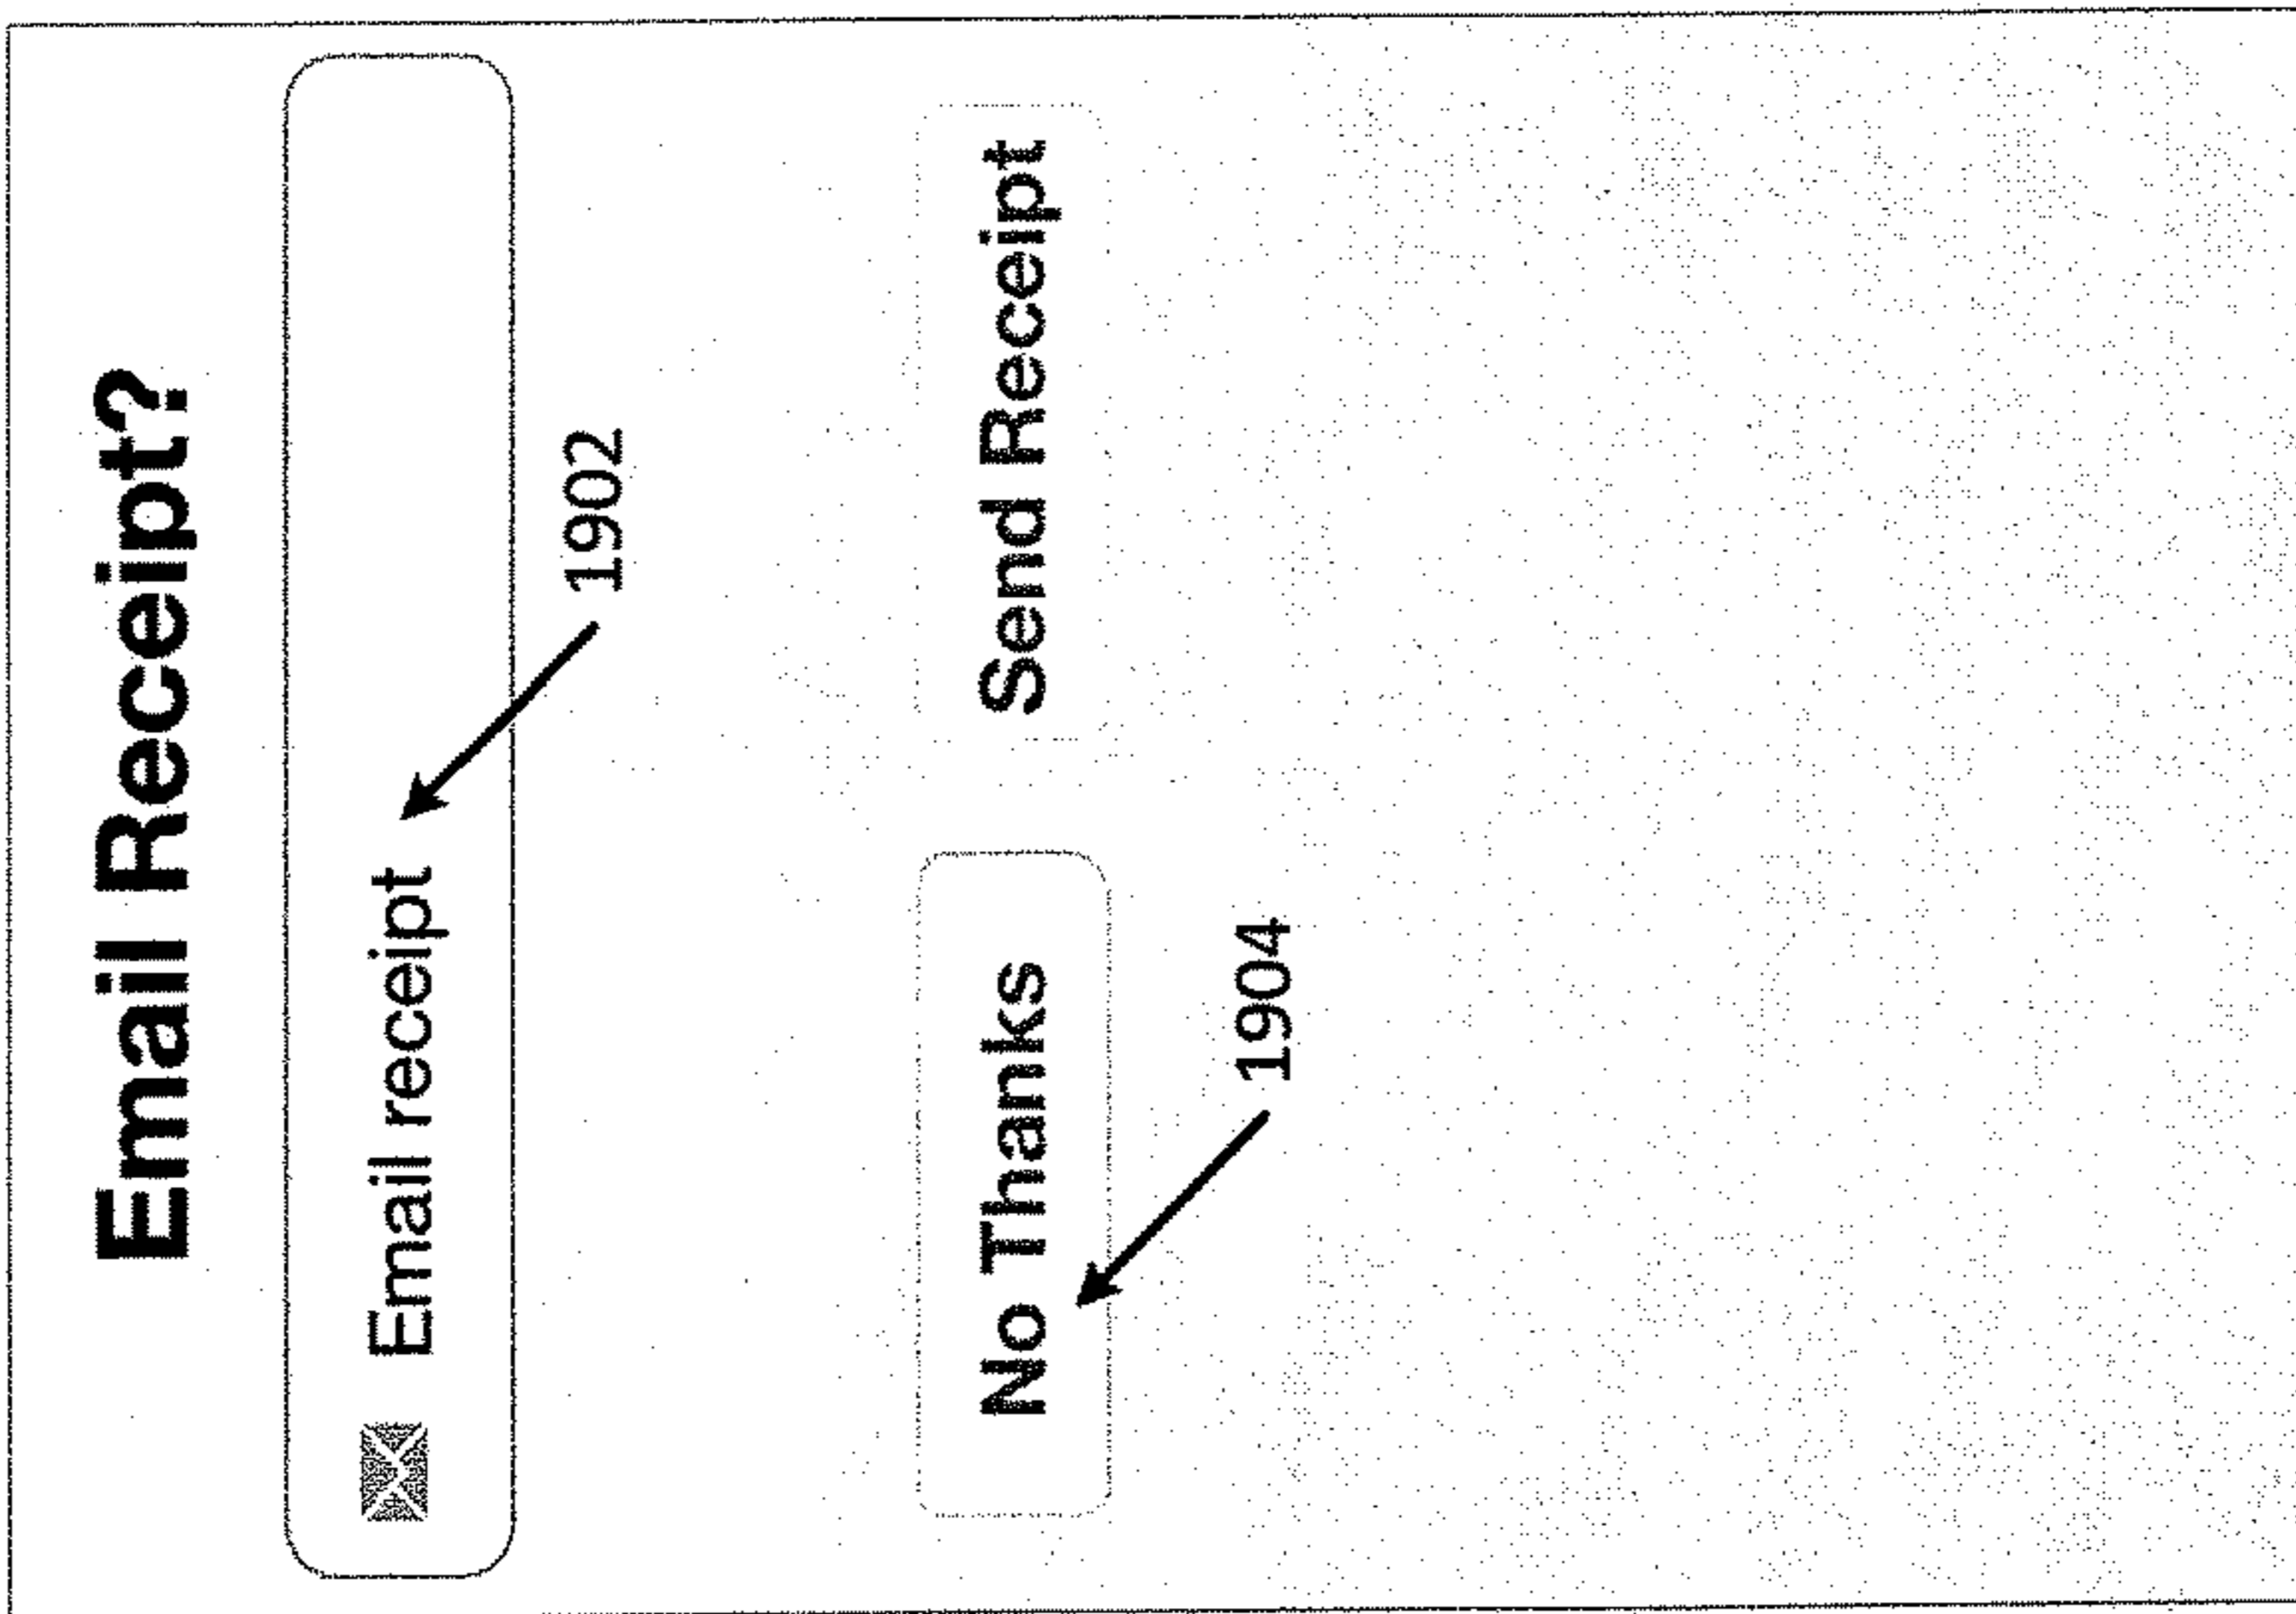 Email Receipt?
Email receipt
1902
No Thanks Send Receipt
1904